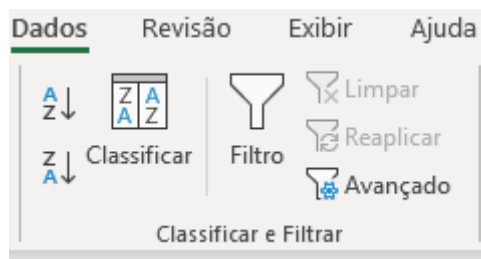 Dados Revisão Exibir Ajuda
A
Z
Z A
A Z
Z
A
Classificar
Filtro
Limpar
Reaplicar
Avançado
Classificar e Filtrar